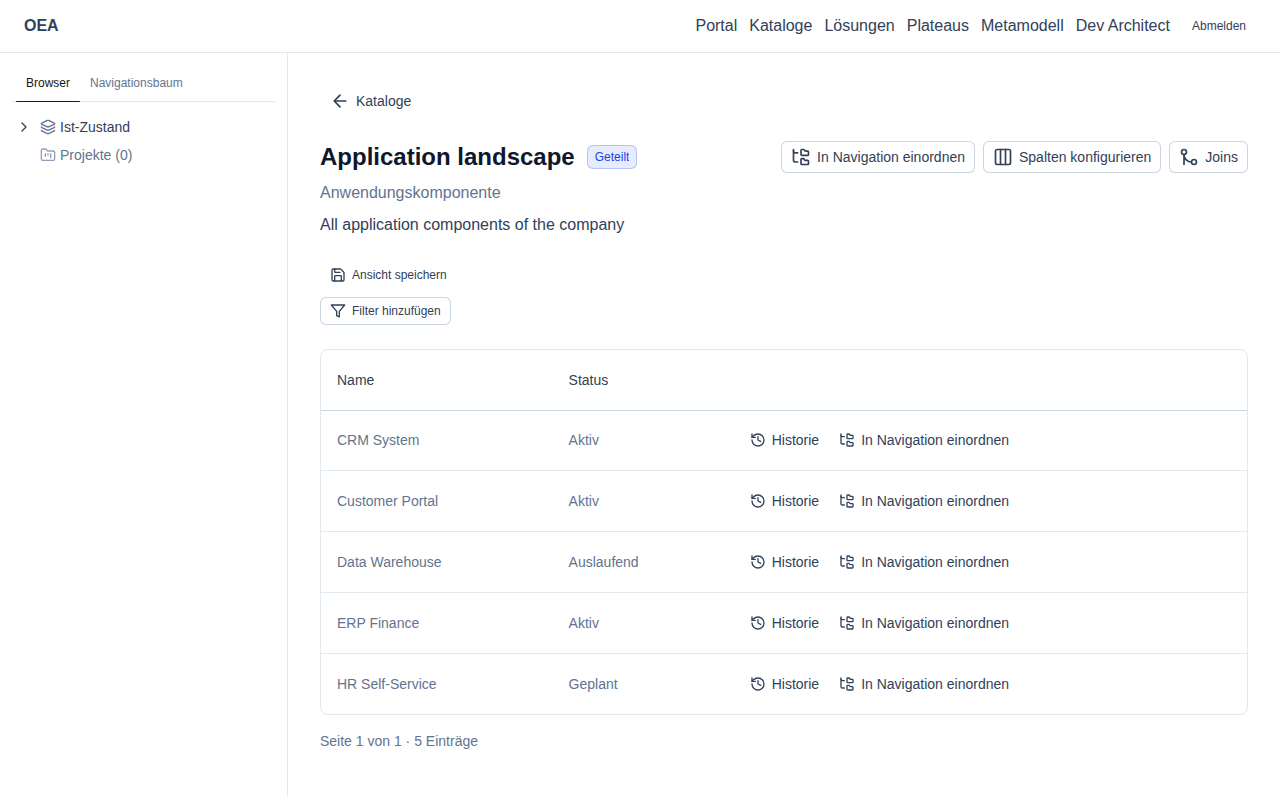 OEA
Portal Kataloge Lösungen Plateaus Metamodell Dev Architect Abmelden
Browser Navigationsbaum
Ist-Zustand
Projekte (0)
Kataloge
Application landscape Geteilt
In Navigation einordnen Spalten konfigurieren Joins
Anwendungskomponente
All application components of the company
Ansicht speichern
Filter hinzufügen
Name Status
CRM System Aktiv Historie In Navigation einordnen
Customer Portal Aktiv Historie In Navigation einordnen
Data Warehouse Auslaufend Historie In Navigation einordnen
ERP Finance Aktiv Historie In Navigation einordnen
HR Self-Service Geplant Historie In Navigation einordnen
Seite 1 von 1 · 5 Einträge